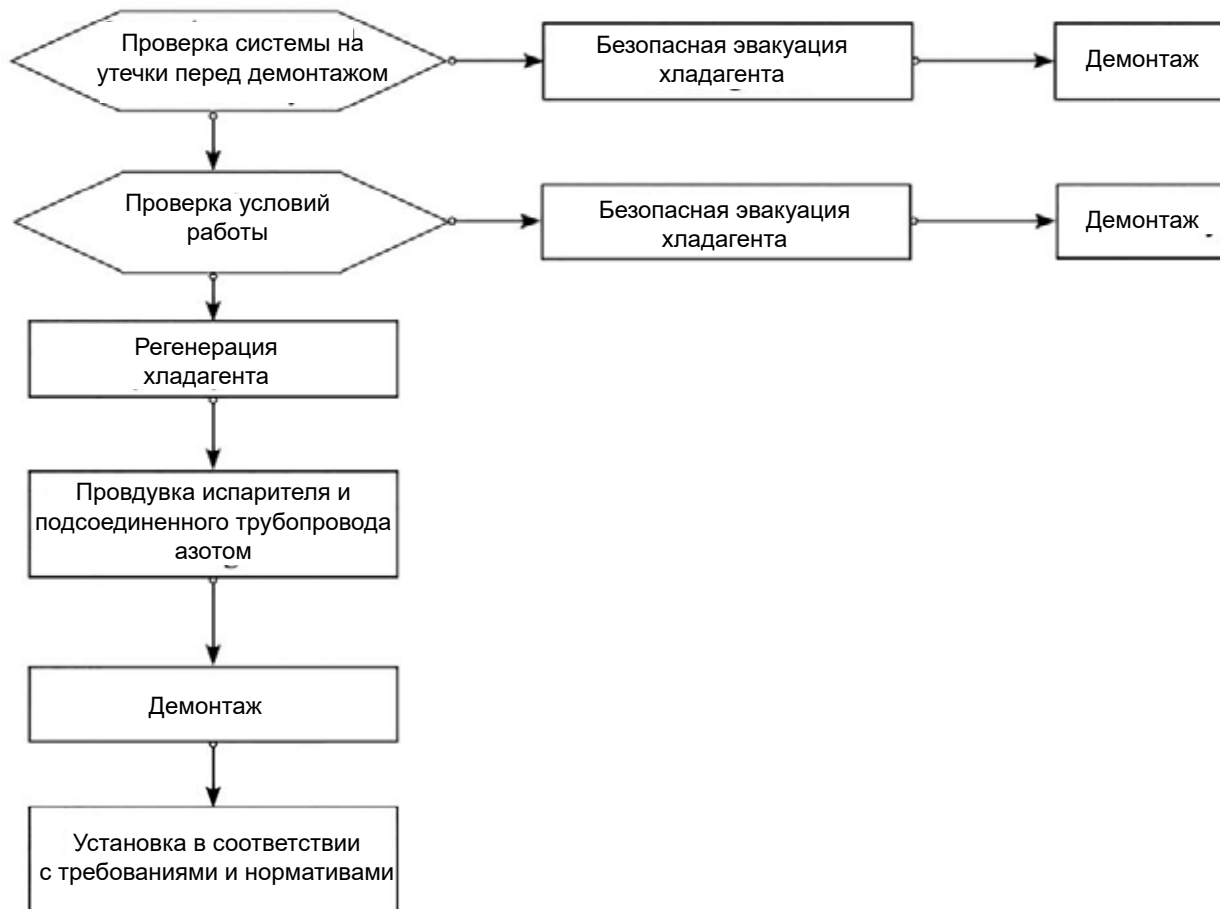 Проверка системы на
утечки перед демонтажом
Безопасная эвакуация
хладагента
Демонтаж
Проверка условий
работы
Безопасная эвакуация
хладагента
Демонтаж
Регенерация
хладагента
Провдувка испарителя и
подсоединенного трубопровода
азотом
Демонтаж
Установка в соответствии
с требованиями и нормативами